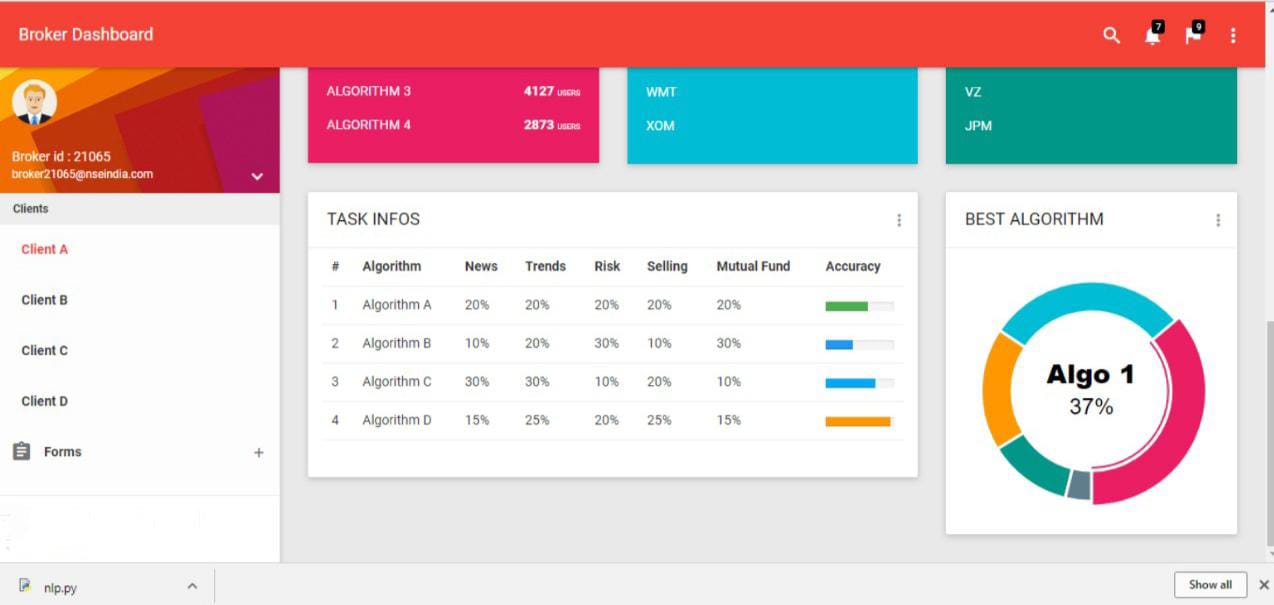 Broker Dashboard
7
9
ALGORITHM 3 4127 USERS
WMT
VZ
ALGORITHM 4 2873 USERS
XOM
JPM
Broker id : 21065
broker21065@nseindia.com
Clients
Client A
Client B
Client C
Client D
Forms +
TASK INFOS
# Algorithm News Trends Risk Selling Mutual Fund Accuracy
1 Algorithm A 20% 20% 20% 20% 20%
2 Algorithm B 10% 20% 30% 10% 30%
3 Algorithm C 30% 30% 10% 20% 10%
4 Algorithm D 15% 25% 20% 25% 15%
BEST ALGORITHM
Algo 1
37%
nlp.py
Show all